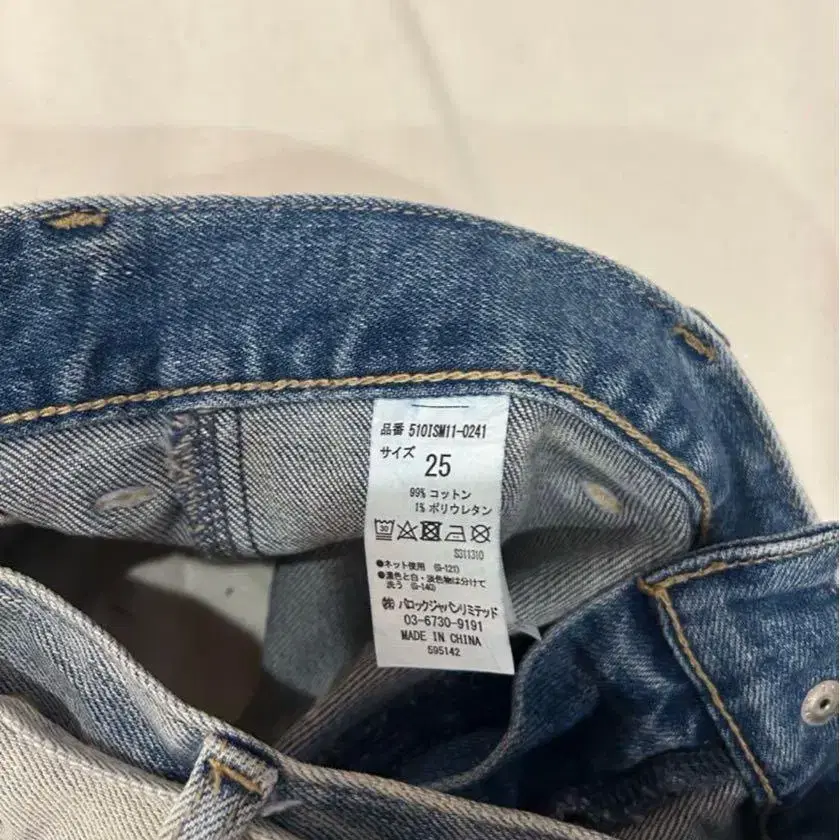 品番 510ISM11-0241
サイズ 25
99% コットン
1% ポリウレタン
30
S311310
●ネット使用 (G-121)
●濃色と白・淡色物は分けて
洗う (G-140)
㈱ バロックジャパンリミテッド
03-6730-9191
MADE IN CHINA
595142